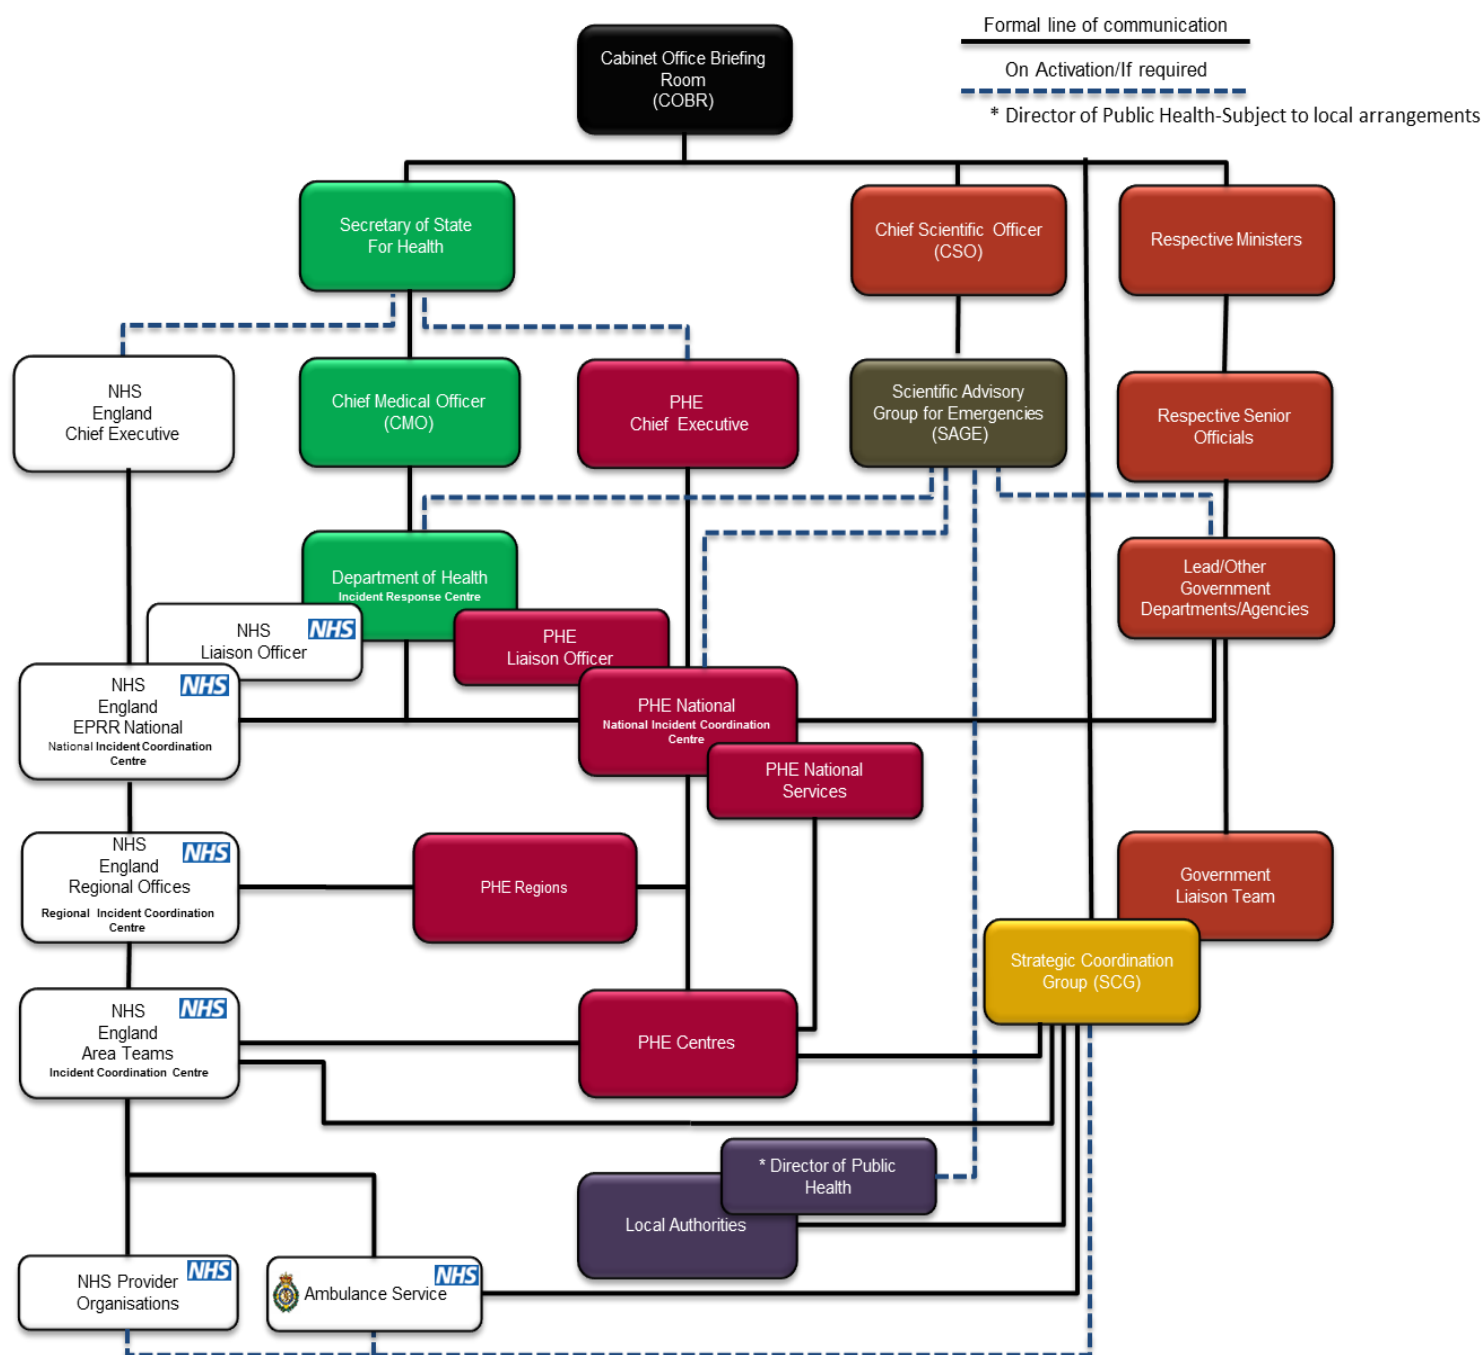 Formal line of communication
On Activation/If required
* Director of Public Health-Subject to local arrangements
Cabinet Office Briefing
Room
(COBR)
Secretary of State
For Health
Chief Scientific Officer
(CSO)
Respective Ministers
NHS
England
Chief Executive
Chief Medical Officer
(CMO)
PHE
Chief Executive
Scientific Advisory
Group for Emergencies
(SAGE)
Respective Senior
Officials
Department of Health
Incident Response Centre
Lead/Other
Government
Departments/Agencies
NHS
Liaison Officer
NHS
PHE
Liaison Officer
NHS
England
EPRR National
National Incident Coordination
Centre
NHS
PHE National
National Incident Coordination
Centre
PHE National
Services
NHS
England
Regional Offices
Regional Incident Coordination
Centre
NHS
PHE Regions
Government
Liaison Team
Strategic Coordination
Group (SCG)
NHS
England
Area Teams
Incident Coordination Centre
NHS
PHE Centres
* Director of Public
Health
Local Authorities
NHS Provider
Organisations
NHS
Ambulance Service
NHS